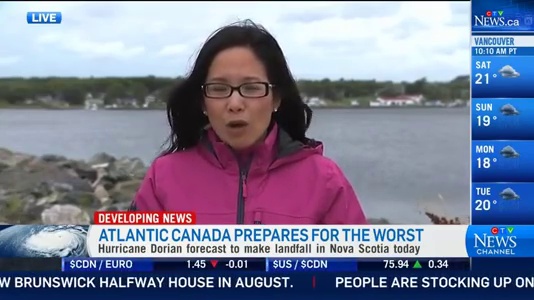 LIVE
CTV
NEWS.ca
VANCOUVER
10:10 AM PT
SAT
21°
SUN
19°
MON
18°
TUE
20°
DEVELOPING NEWS
ATLANTIC CANADA PREPARES FOR THE WORST
Hurricane Dorian forecast to make landfall in Nova Scotia today
CTV
NEWS
CHANNEL
$CDN / EURO 1.45 -0.01 $US / $CDN 75.94 0.34
W BRUNSWICK HALFWAY HOUSE IN AUGUST. | PEOPLE ARE STOCKING UP ON